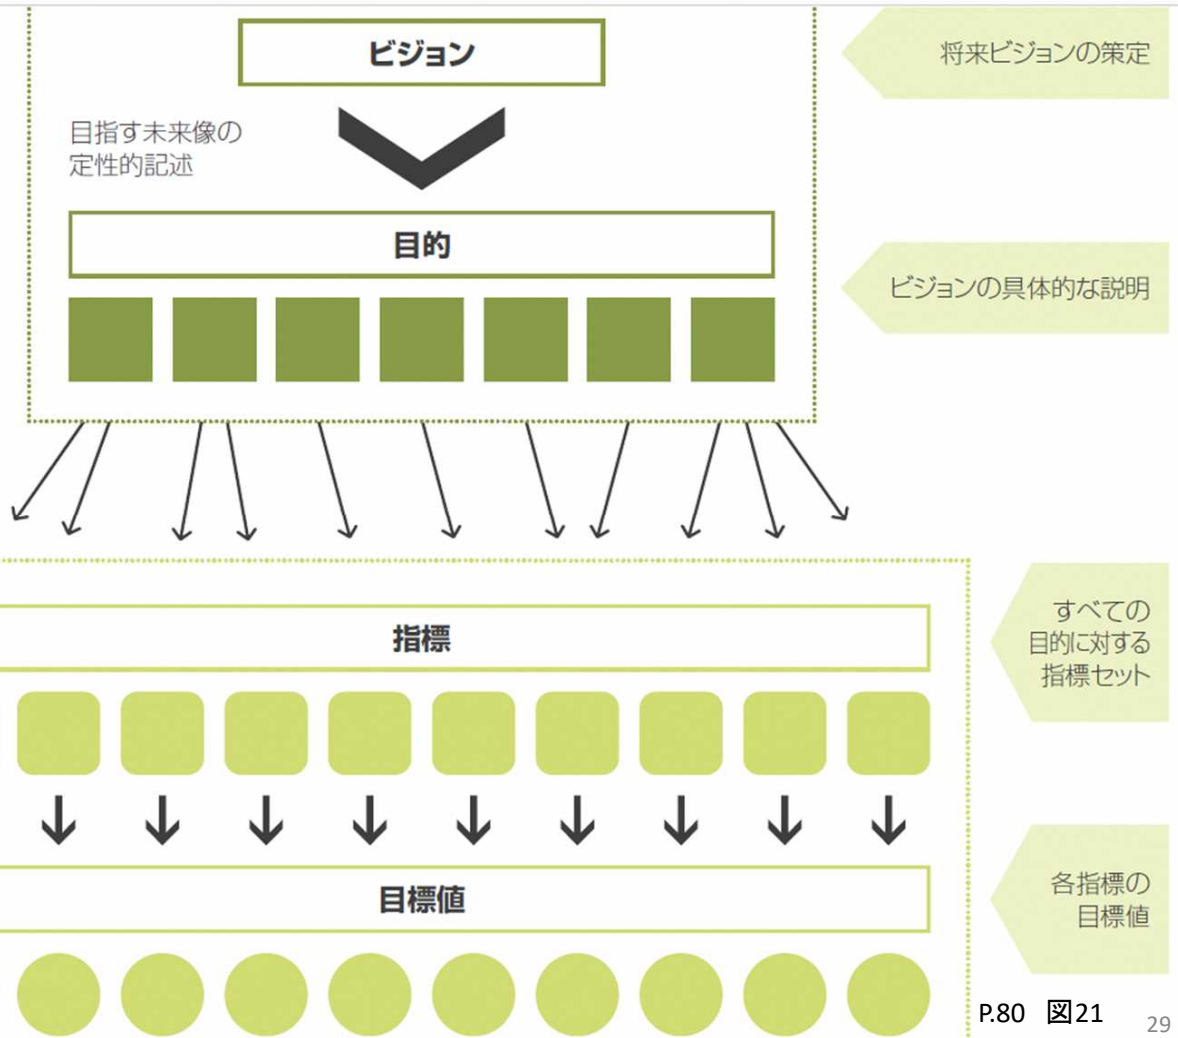 ビジョン
将来ビジョンの策定
目指す未来像の
定性的記述
目的
ビジョンの具体的な説明
指標
すべての
目的に対する
指標セット
目標値
各指標の
目標値
P.80 図21
29